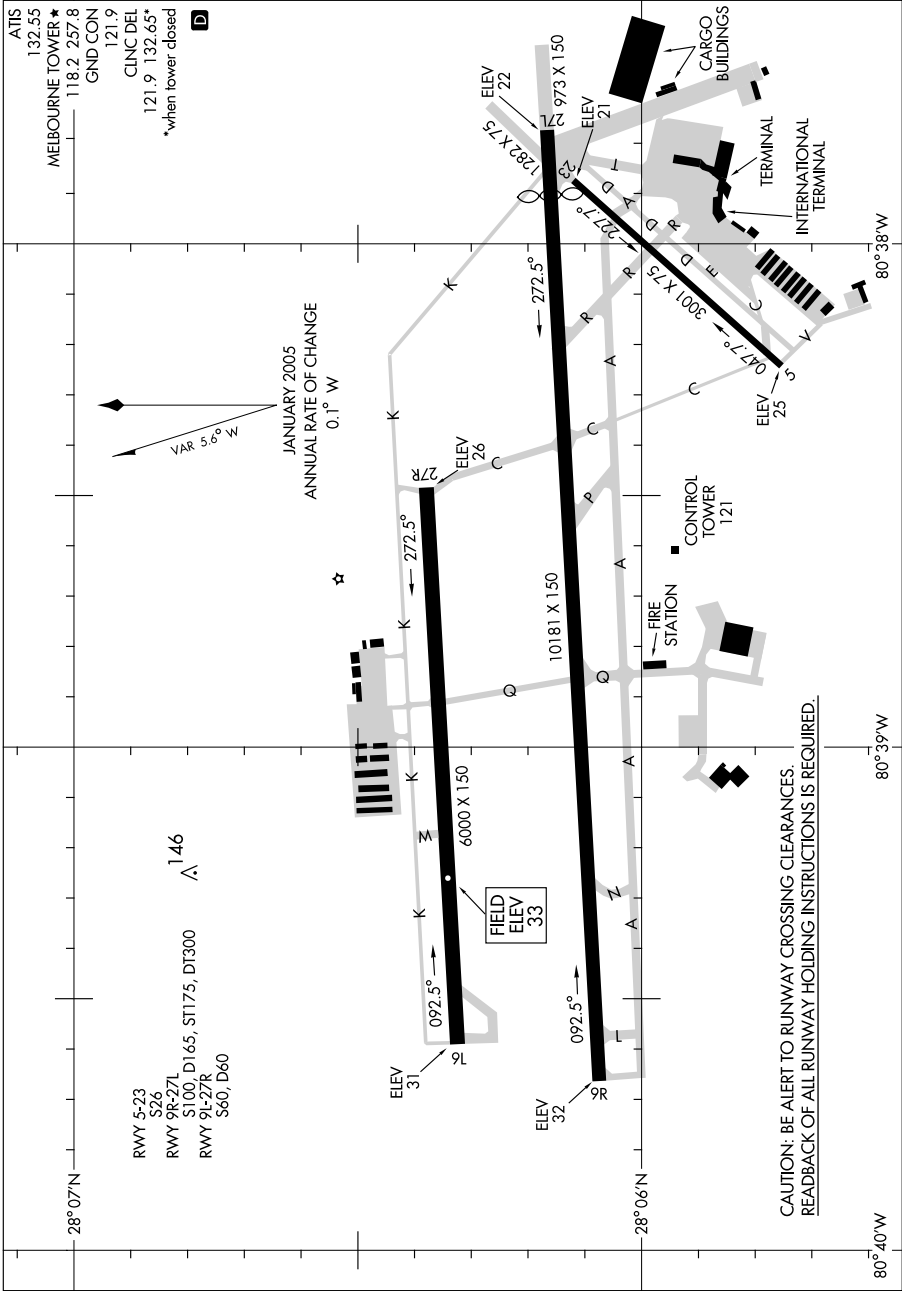 ATIS
132.55
MELBOURNE TOWER ★
118.2 257.8
GND CON
121.9
CLNC DEL
121.9 132.65*
*when tower closed
D
RWY 5-23
S26
RWY 9R-27L
S100, D165, ST175, DT300
RWY 9L-27R
S60, D60
146
VAR 5.6° W
JANUARY 2005
ANNUAL RATE OF CHANGE
0.1° W
28°07'N
28°06'N
80°40'W
80°39'W
80°38'W
ELEV
31
9L
092.5°
FIELD
ELEV
33
6000 X 150
272.5°
27R
ELEV
26
ELEV
32
9R
092.5°
10181 X 150
272.5°
27L
ELEV
22
973 X 150
1282 X 75
23
ELEV
21
227.7°
3001 X 75
047.7°
5
ELEV
25
K
K
K
K
K
W
Q
Q
C
C
C
C
P
R
R
R
A
A
A
A
A
A
N
L
T
D
D
D
E
V
CARGO
BUILDINGS
TERMINAL
INTERNATIONAL
TERMINAL
CONTROL
TOWER
121
FIRE
STATION
CAUTION: BE ALERT TO RUNWAY CROSSING CLEARANCES.
READBACK OF ALL RUNWAY HOLDING INSTRUCTIONS IS REQUIRED.